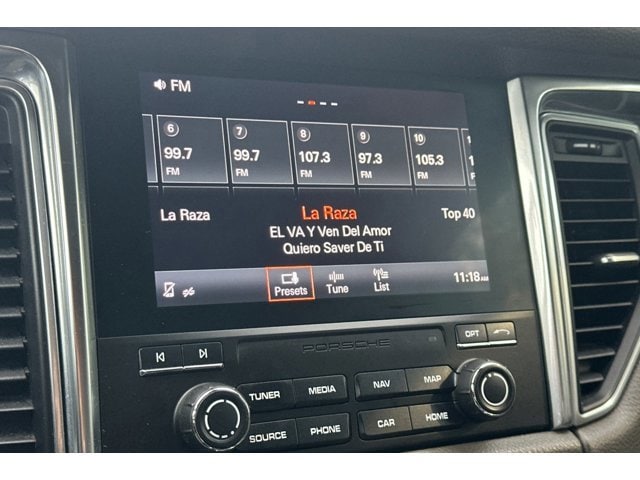 FM
6 7 8 9 10
99.7 99.7 107.3 97.3 105.3
FM FM FM FM FM
La Raza La Raza Top 40
EL VA Y Ven Del Amor
Quiero Saver De Ti
Presets Tune List 11:18 AM
PORSCHE
OPT
TUNER MEDIA NAV MAP
SOURCE PHONE CAR HOME